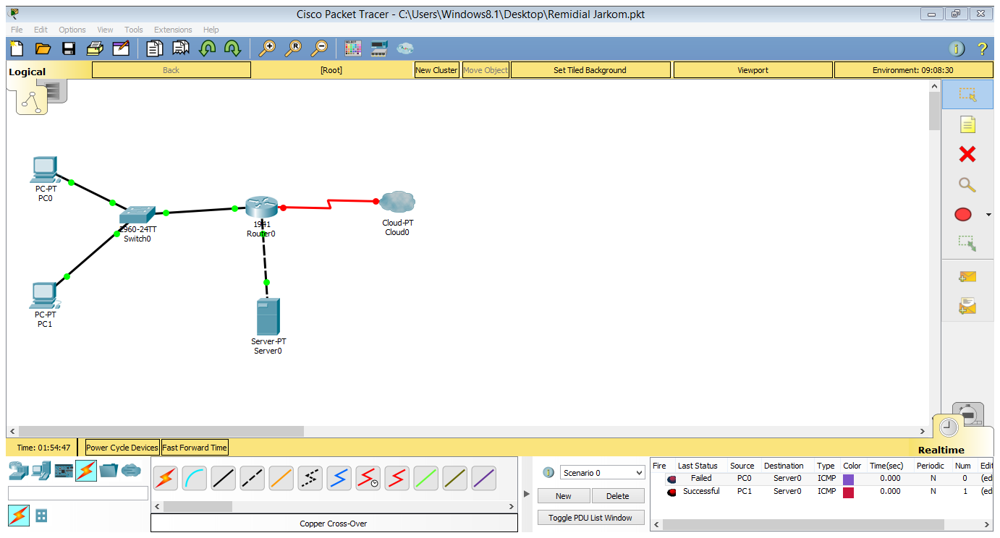 Cisco Packet Tracer - C:\Users\Windows8.1\Desktop\Remidial Jarkom.pkt
File Edit Options View Tools Extensions Help
Logical Back [Root] New Cluster Move Object Set Tiled Background Viewport Environment: 09:08:30
PC-PT
PC0
2960-24TT
Switch0
1941
Router0
Cloud-PT
Cloud0
PC-PT
PC1
Server-PT
Server0
Time: 01:54:47 Power Cycle Devices Fast Forward Time
Realtime
Scenario 0
New Delete
Toggle PDU List Window
Copper Cross-Over
Fire Last Status Source Destination Type Color Time(sec) Periodic Num Edit
Failed PC0 Server0 ICMP 0.000 N 0 (ed
Successful PC1 Server0 ICMP 0.000 N 1 (ed